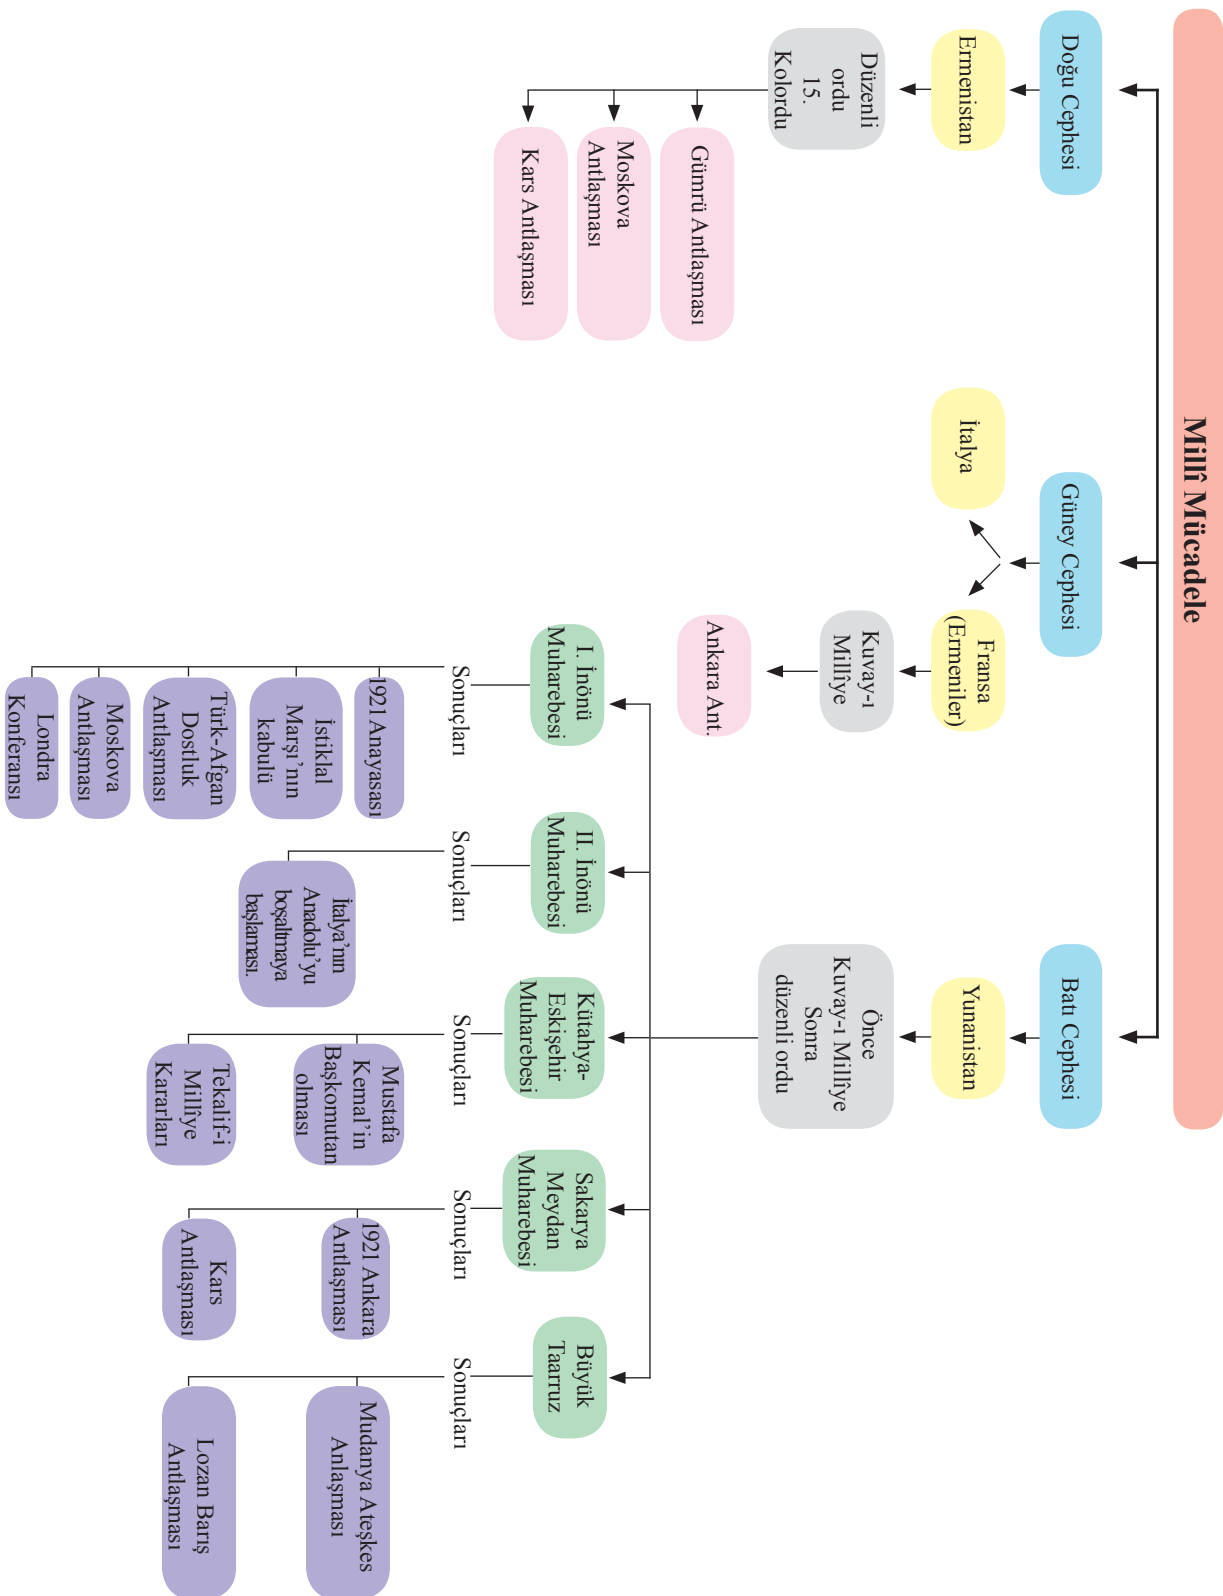 Millî Mücadele
Doğu Cephesi
Güney Cephesi
Batı Cephesi
Ermenistan
İtalya
Fransa
(Ermeniler)
Yunanistan
Düzenli
ordu
15.
Kolordu
Kuvay-ı
Millîye
Önce
Kuvay-ı Millîye
Sonra
düzenli ordu
Gümrü Antlaşması
Moskova
Antlaşması
Kars Antlaşması
Ankara Ant.
I. İnönü
Muharebesi
II. İnönü
Muharebesi
Kütahya-
Eskişehir
Muharebesi
Sakarya
Meydan
Muharebesi
Büyük
Taarruz
Sonuçları
Sonuçları
Sonuçları
Sonuçları
Sonuçları
1921 Anayasası
İstiklal
Marşı’nın
kabulü
Türk-Afgan
Dostluk
Antlaşması
Moskova
Antlaşması
Londra
Konferansı
İtalya’nın
Anadolu’yu
boşaltmaya
başlaması.
Mustafa
Kemal’in
Başkomutan
olması
Tekalif-i
Millîye
Kararları
1921 Ankara
Antlaşması
Kars
Antlaşması
Mudanya Ateşkes
Anlaşması
Lozan Barış
Antlaşması